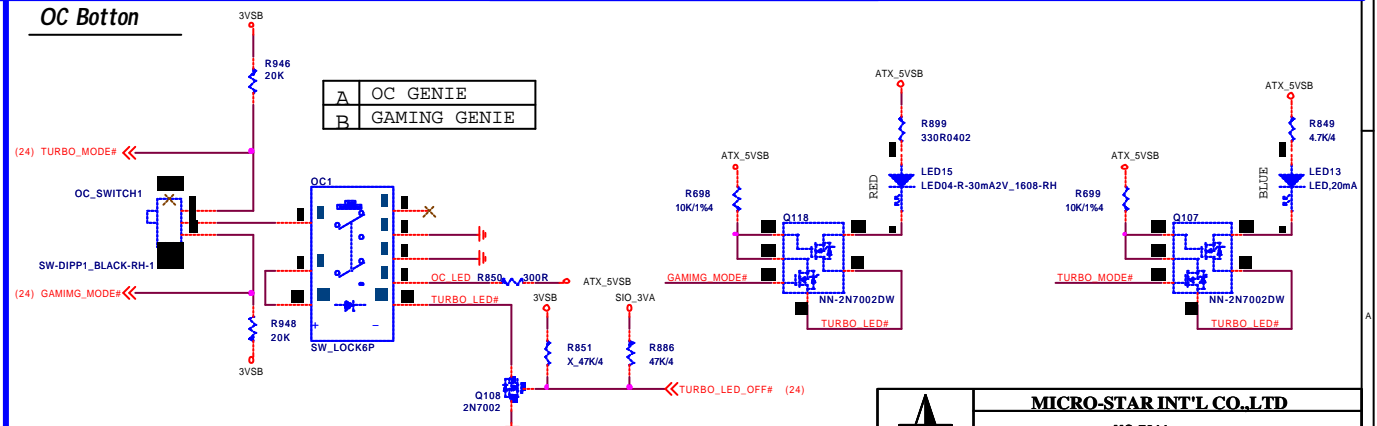 OC Botton
3VSB
R946
20K
A OC GENIE
B GAMING GENIE
(24) TURBO_MODE#
OC_SWITCH1
SW-DIPP1_BLACK-RH-1
(24) GAMIMG_MODE#
R948
20K
3VSB
OC1
+ −
SW_LOCK6P
OC_LED R850 300R
ATX_5VSB
TURBO_LED#
3VSB
SIO_3VA
R851
X_47K/4
R886
47K/4
Q108
2N7002
TURBO_LED_OFF# (24)
ATX_5VSB
R899
330R0402
ATX_5VSB
R698
10K/1%4
RED
LED15
LED04-R-30mA2V_1608-RH
Q118
GAMIMG_MODE#
NN-2N7002DW
TURBO_LED#
ATX_5VSB
R849
4.7K/4
ATX_5VSB
R699
10K/1%4
BLUE
LED13
LED,20mA
Q107
TURBO_MODE#
NN-2N7002DW
TURBO_LED#
A
MICRO-STAR INT'L CO.,LTD